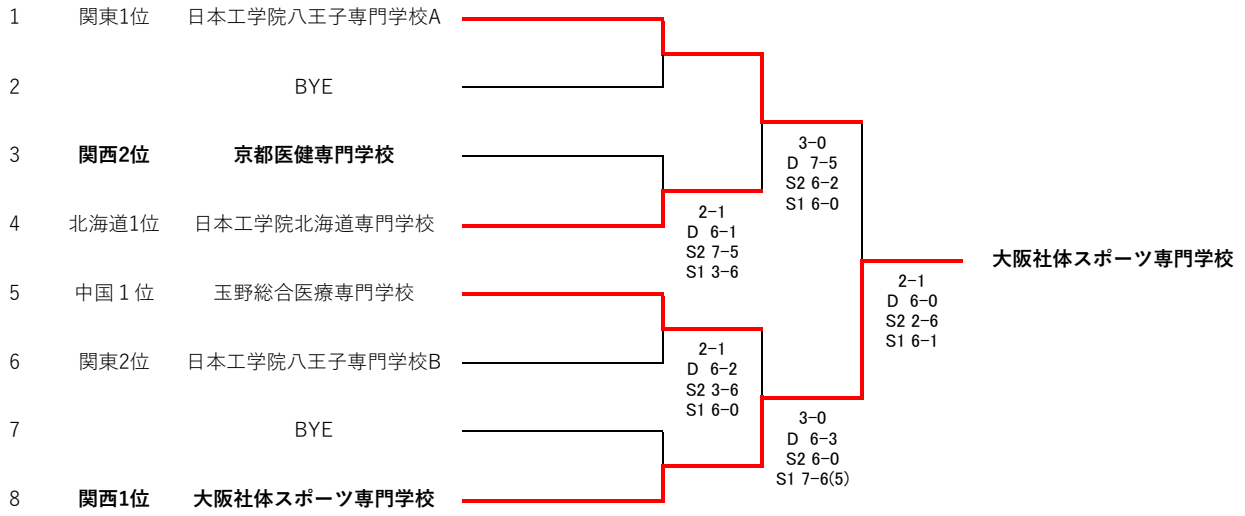 1 関東1位 日本工学院八王子専門学校A
2 BYE
3 関西2位 京都医健専門学校
4 北海道1位 日本工学院北海道専門学校
5 中国１位 玉野総合医療専門学校
6 関東2位 日本工学院八王子専門学校B
7 BYE
8 関西1位 大阪社体スポーツ専門学校
2-1
D 6-1
S2 7-5
S1 3-6
2-1
D 6-2
S2 3-6
S1 6-0
3-0
D 7-5
S2 6-2
S1 6-0
3-0
D 6-3
S2 6-0
S1 7-6(5)
2-1
D 6-0
S2 2-6
S1 6-1
大阪社体スポーツ専門学校